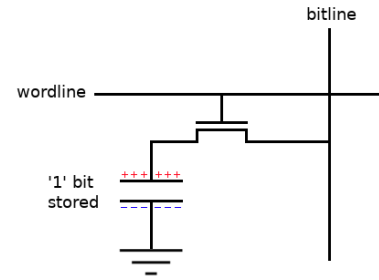 bitline
wordline
+++ +++
'1' bit
stored
_ _ _ _ _ _ _